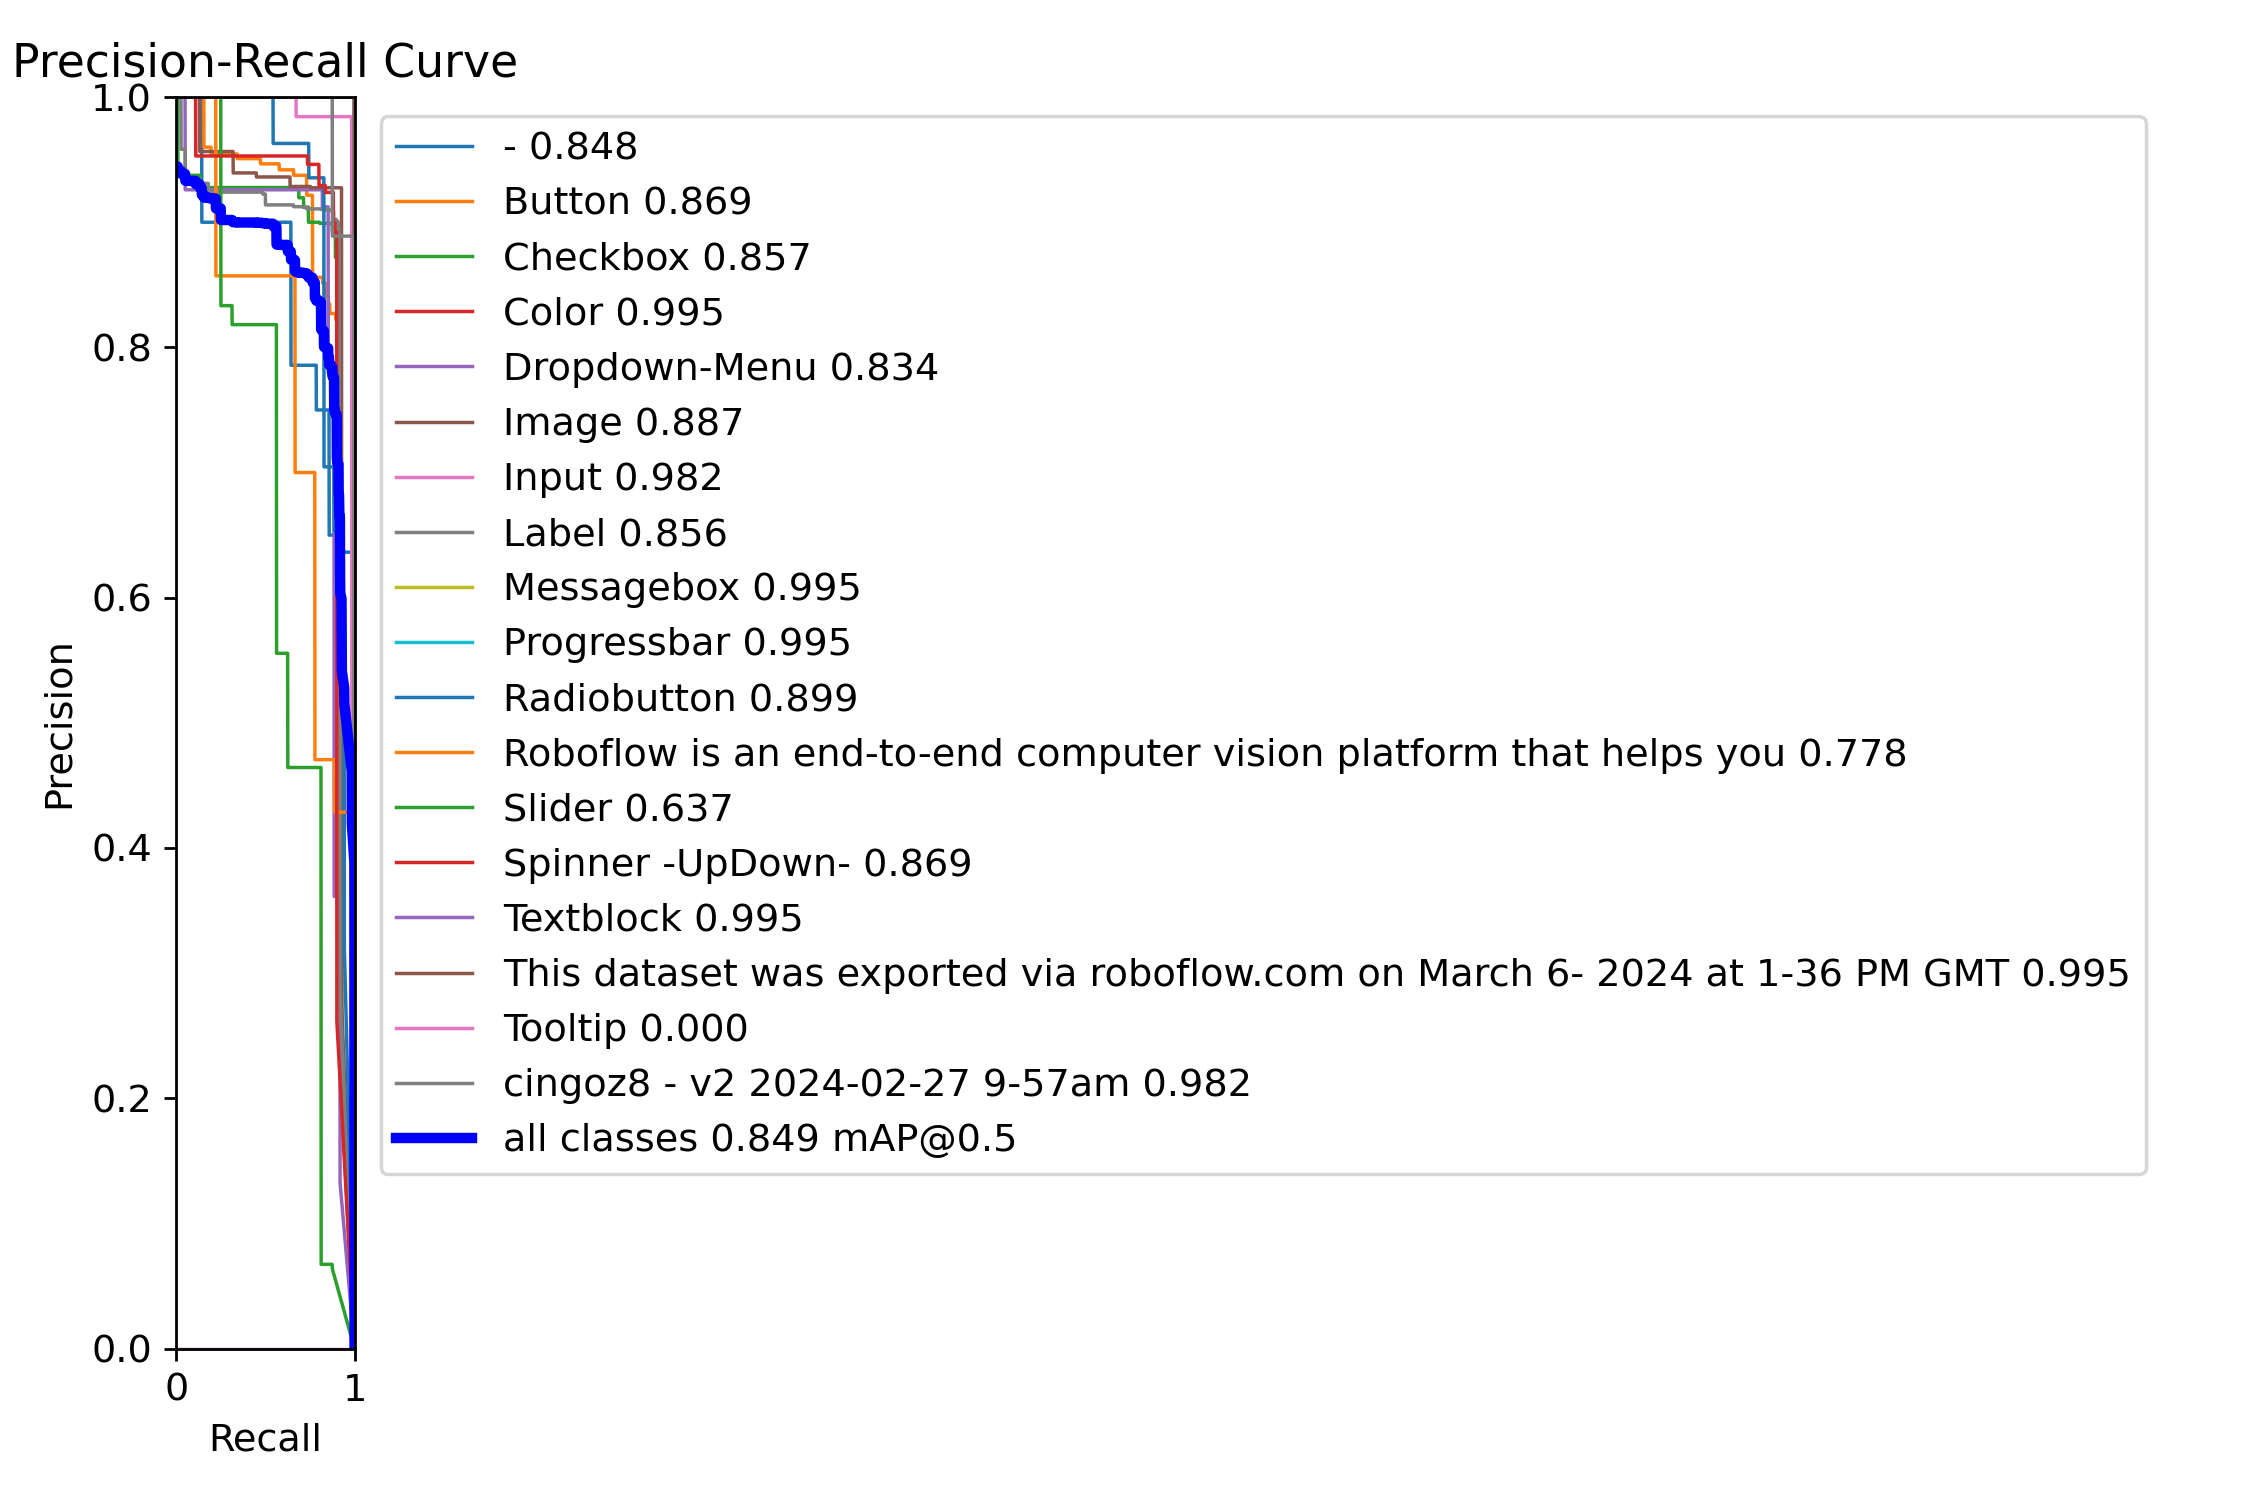 Precision-Recall Curve
1.0
0.8
0.6
0.4
0.2
0.0
Precision
0 1
Recall
- 0.848
Button 0.869
Checkbox 0.857
Color 0.995
Dropdown-Menu 0.834
Image 0.887
Input 0.982
Label 0.856
Messagebox 0.995
Progressbar 0.995
Radiobutton 0.899
Roboflow is an end-to-end computer vision platform that helps you 0.778
Slider 0.637
Spinner -UpDown- 0.869
Textblock 0.995
This dataset was exported via roboflow.com on March 6- 2024 at 1-36 PM GMT 0.995
Tooltip 0.000
cingoz8 - v2 2024-02-27 9-57am 0.982
all classes 0.849 mAP@0.5